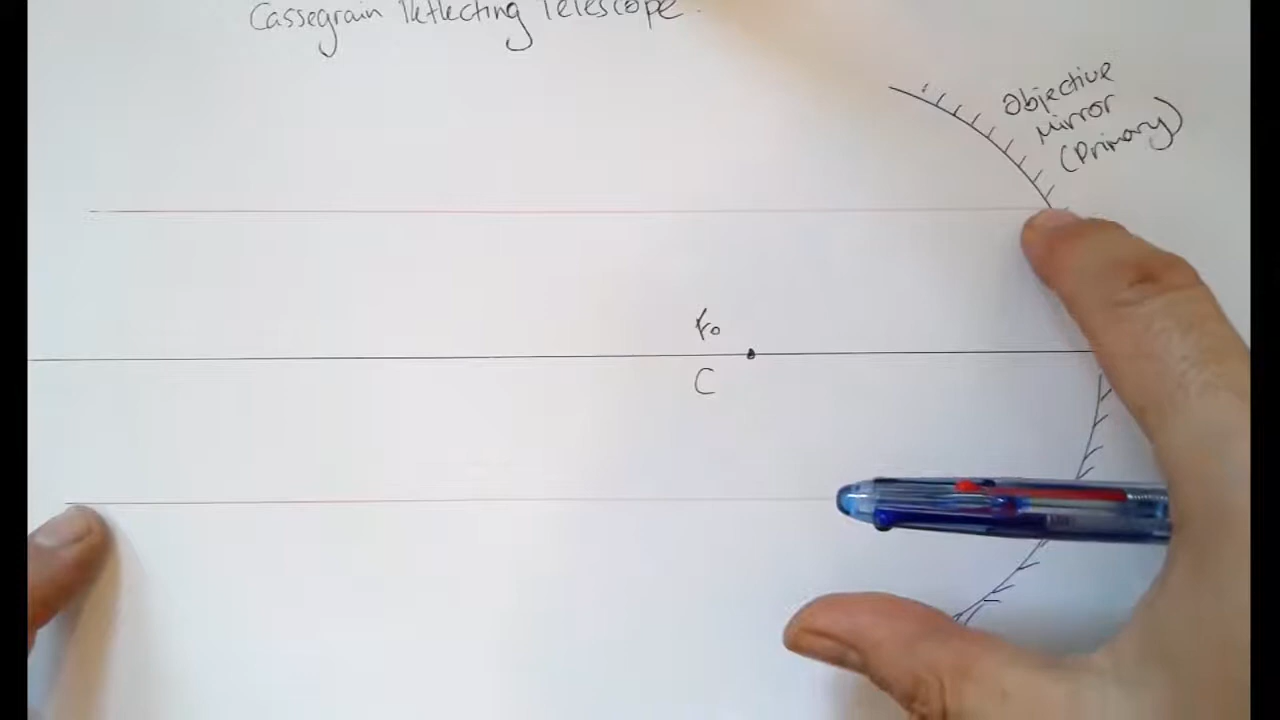 Cassegrain Reflecting Telescope.
Objective
Mirror
(Primary)
Fo
C